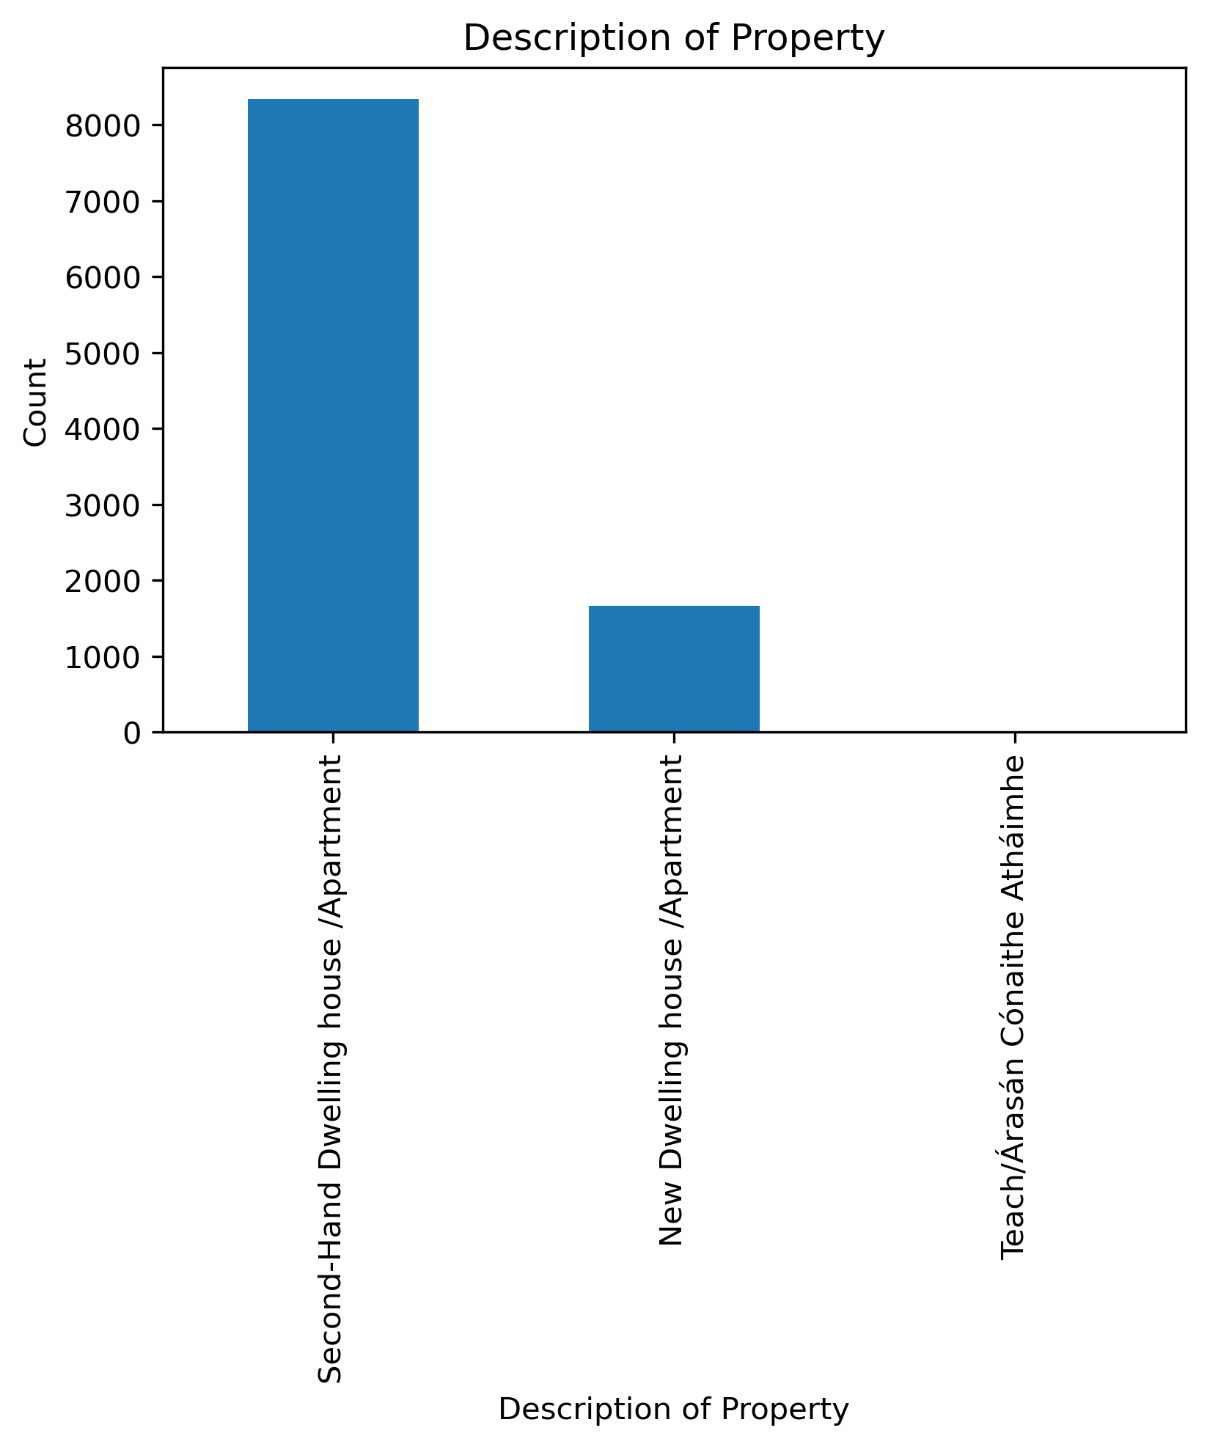 Description of Property
Count
8000
7000
6000
5000
4000
3000
2000
1000
0
Second-Hand Dwelling house /Apartment
New Dwelling house /Apartment
Teach/Árasán Cónaithe Atháimhe
Description of Property